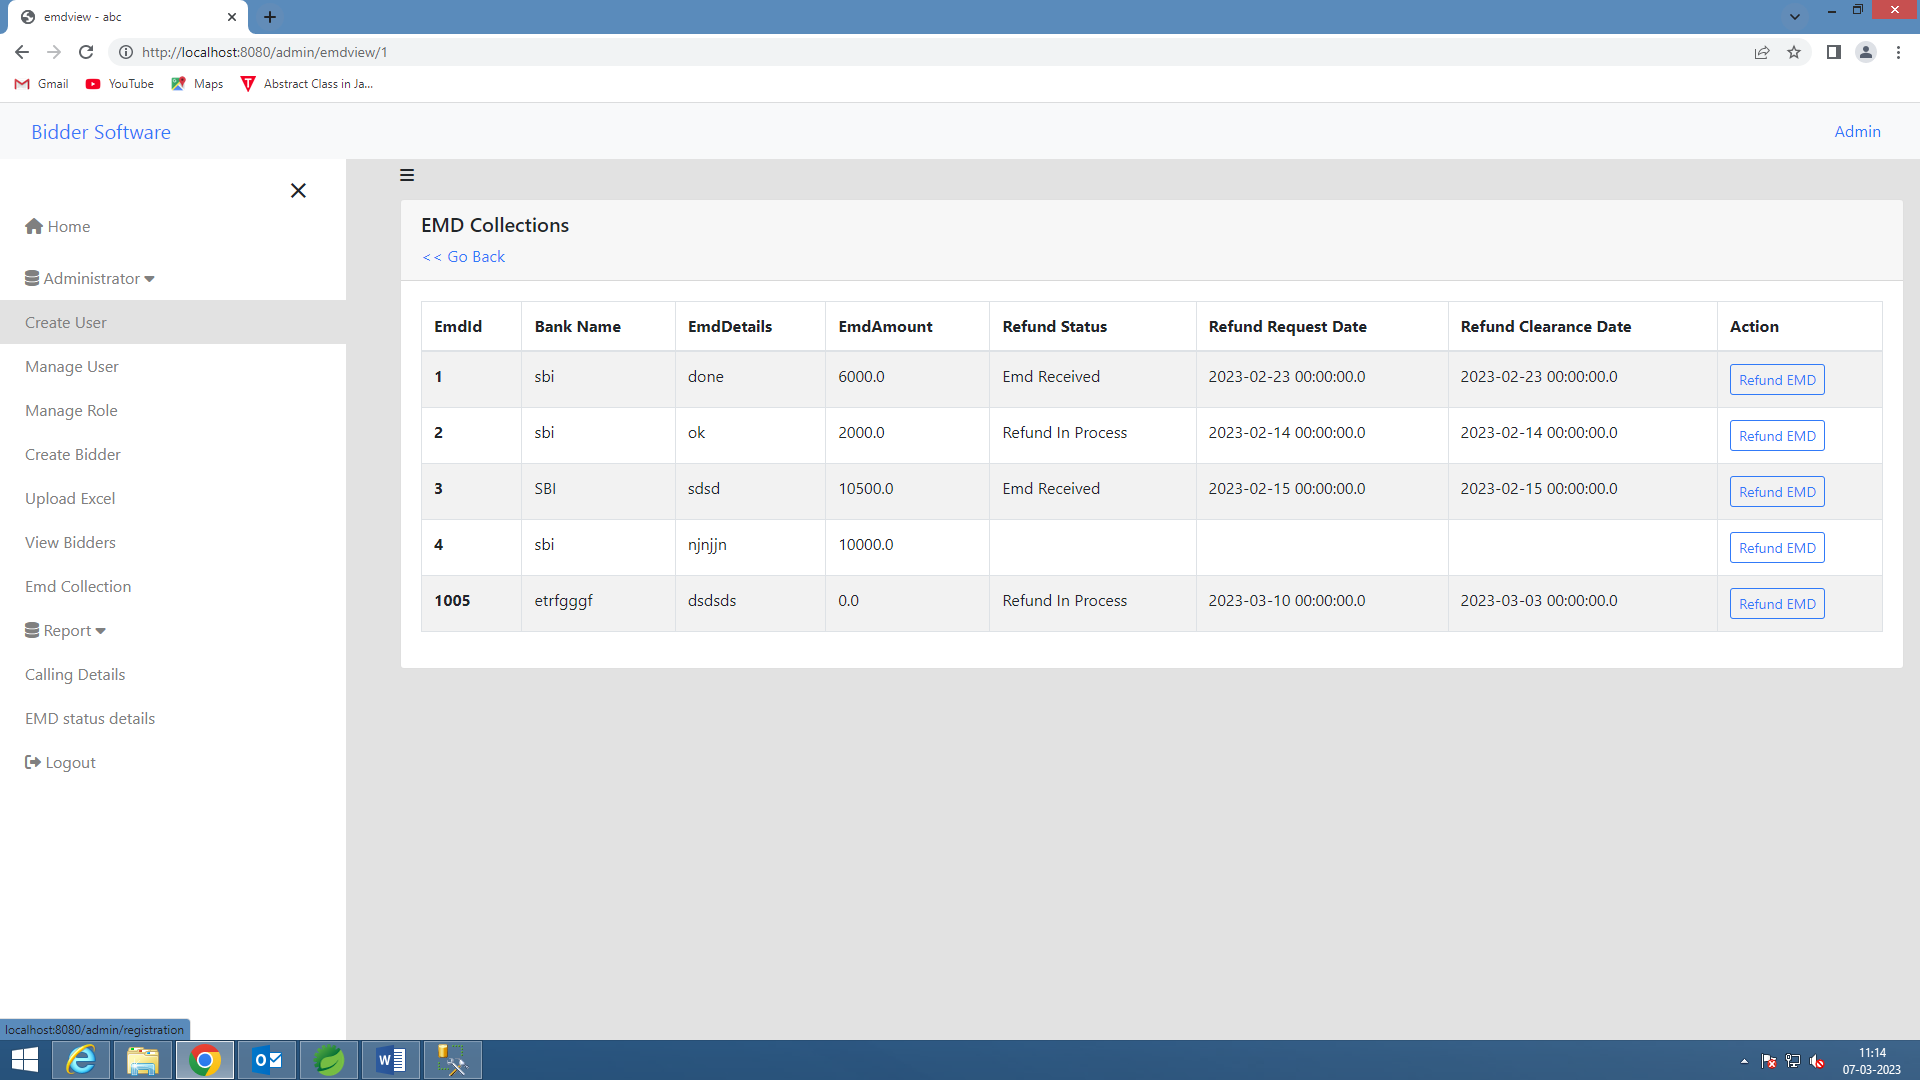 emdview - abc
http://localhost:8080/admin/emdview/1
Gmail YouTube Maps Abstract Class in Ja...
Bidder Software Admin
Home
Administrator
Create User
Manage User
Manage Role
Create Bidder
Upload Excel
View Bidders
Emd Collection
Report
Calling Details
EMD status details
Logout
EMD Collections
<< Go Back
EmdId Bank Name EmdDetails EmdAmount Refund Status Refund Request Date Refund Clearance Date Action
1 sbi done 6000.0 Emd Received 2023-02-23 00:00:00.0 2023-02-23 00:00:00.0 Refund EMD
2 sbi ok 2000.0 Refund In Process 2023-02-14 00:00:00.0 2023-02-14 00:00:00.0 Refund EMD
3 SBI sdsd 10500.0 Emd Received 2023-02-15 00:00:00.0 2023-02-15 00:00:00.0 Refund EMD
4 sbi njnjjn 10000.0 Refund EMD
1005 etrfgggf dsdsds 0.0 Refund In Process 2023-03-10 00:00:00.0 2023-03-03 00:00:00.0 Refund EMD
localhost:8080/admin/registration
11:14
07-03-2023